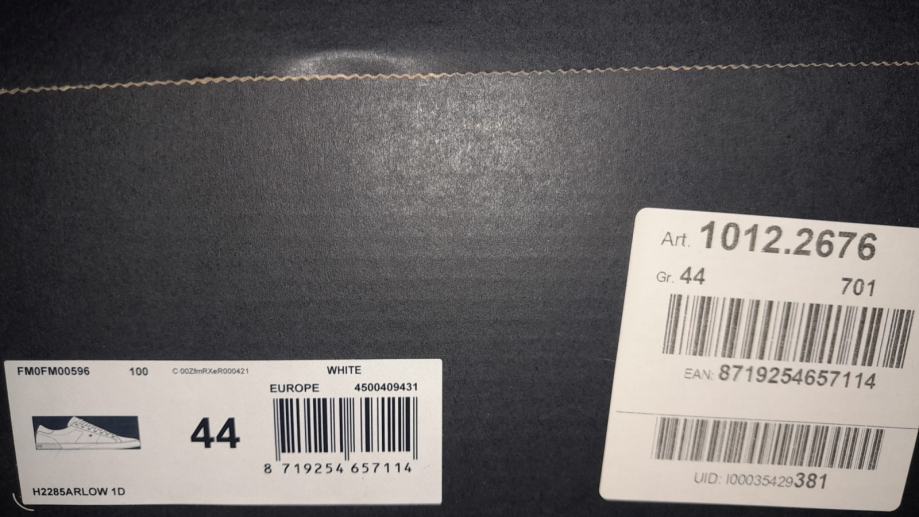 FM0FM00596 100 C 00ZfmRXeR000421 WHITE
EUROPE 4500409431
44
8 719254 657114
H2285ARLOW 1D
Art. 1012.2676
Gr. 44 701
EAN: 8719254657114
UID: I00035429381